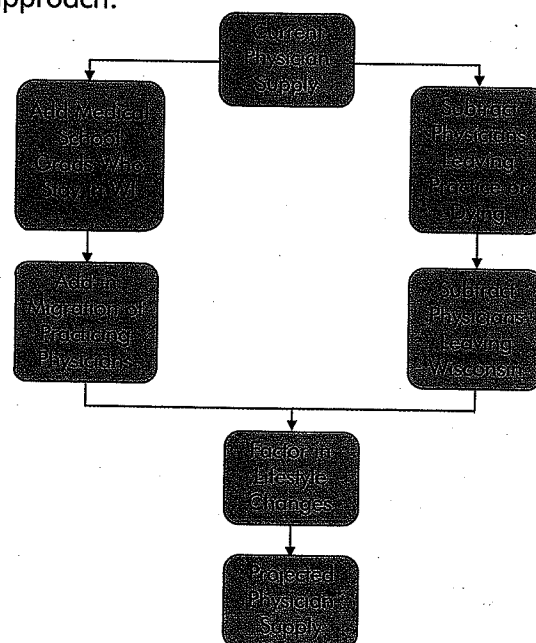 approach.
Current
Physician
Supply
Add Medical
School
Grads Who
Stay in WI
Subtract
Physicians
Leaving
Practice or
Dying
Add in
Migration of
Practicing
Physicians
Subtract
Physicians
Leaving
Wisconsin
Factor in
Lifestyle
Changes
Projected
Physician
Supply